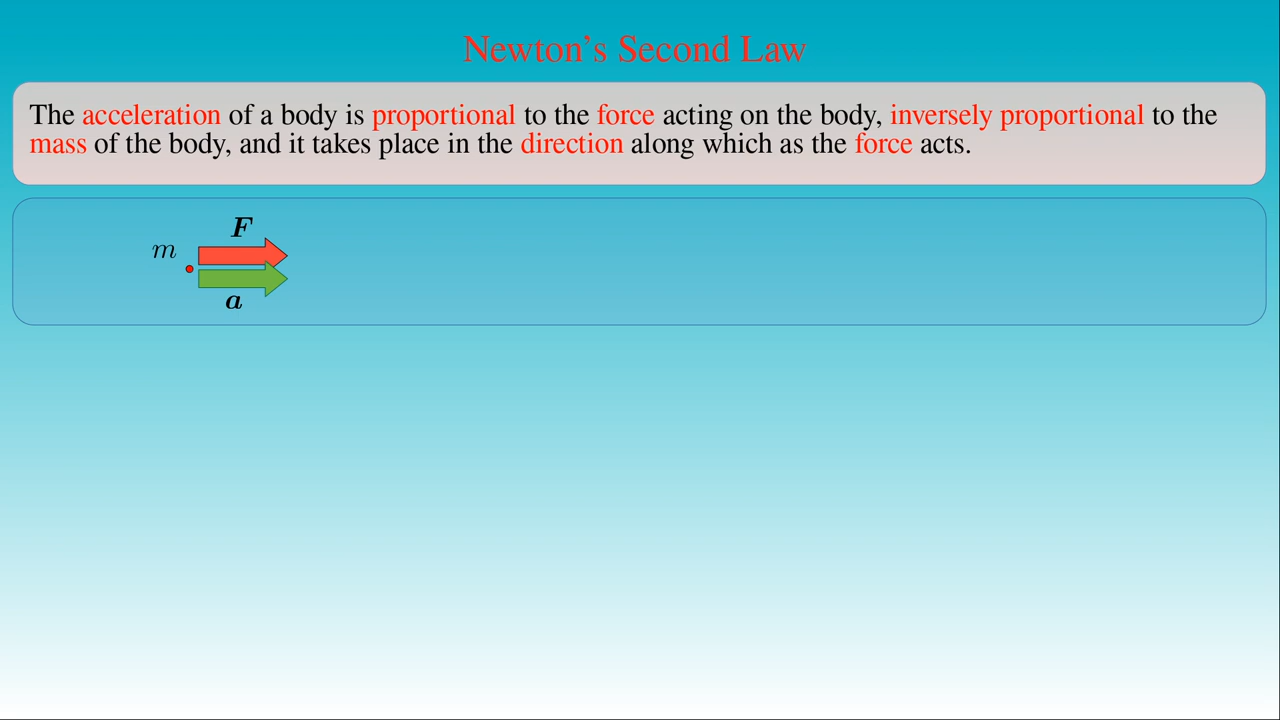 Newton’s Second Law
The acceleration of a body is proportional to the force acting on the body, inversely proportional to the
mass of the body, and it takes place in the direction along which as the force acts.
F
m
a